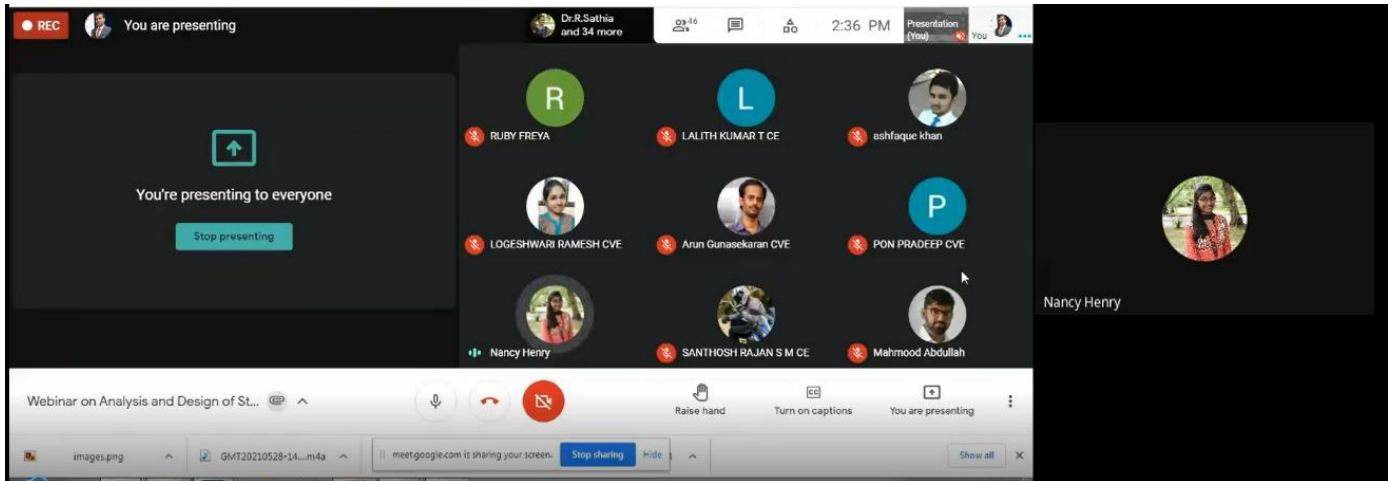 REC
You are presenting
Dr.R.Sathia
and 34 more
46
2:36 PM
Presentation
(You)
You
You're presenting to everyone
Stop presenting
R
L
RUBY FREYA
LALITH KUMAR T CE
ashfaque khan
P
LOGESHWARI RAMESH CVE
Arun Gunasekaran CVE
PON PRADEEP CVE
Nancy Henry
SANTHOSH RAJAN S M CE
Mahmood Abdullah
Nancy Henry
Webinar on Analysis and Design of St...
Raise hand
CC
Turn on captions
You are presenting
images.png
GMT20210528-14....m4a
meet.google.com is sharing your screen.
Stop sharing
Hide
Show all